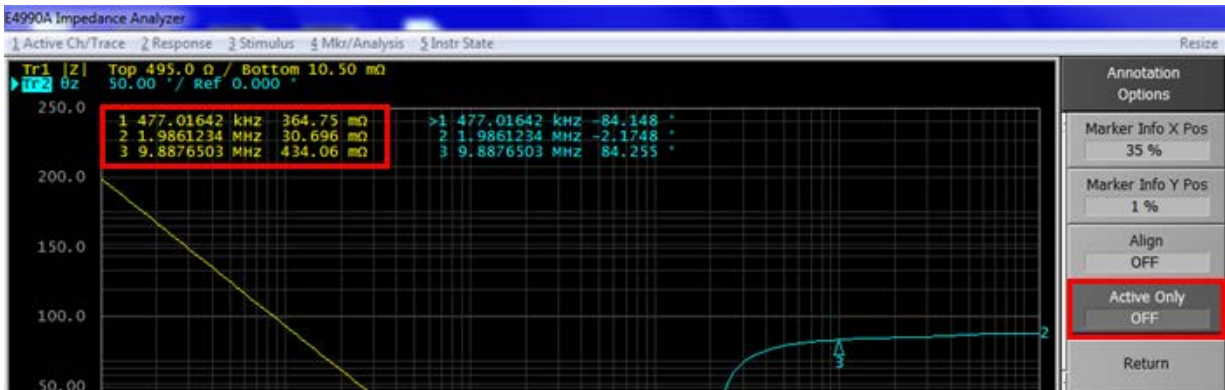 E4990A Impedance Analyzer
1 Active Ch/Trace 2 Response 3 Stimulus 4 Mkr/Analysis 5 Instr State Resize
Tr1 |Z| Top 495.0 Ω / Bottom 10.50 mΩ
Tr2 θz 50.00 °/ Ref 0.000 °
250.0
1 477.01642 kHz 364.75 mΩ
2 1.9861234 MHz 30.696 mΩ
3 9.8876503 MHz 434.06 mΩ
>1 477.01642 kHz -84.148 °
2 1.9861234 MHz -2.1748 °
3 9.8876503 MHz 84.255 °
200.0
150.0
100.0
50.00
2
3
Annotation
Options
Marker Info X Pos
35 %
Marker Info Y Pos
1 %
Align
OFF
Active Only
OFF
Return